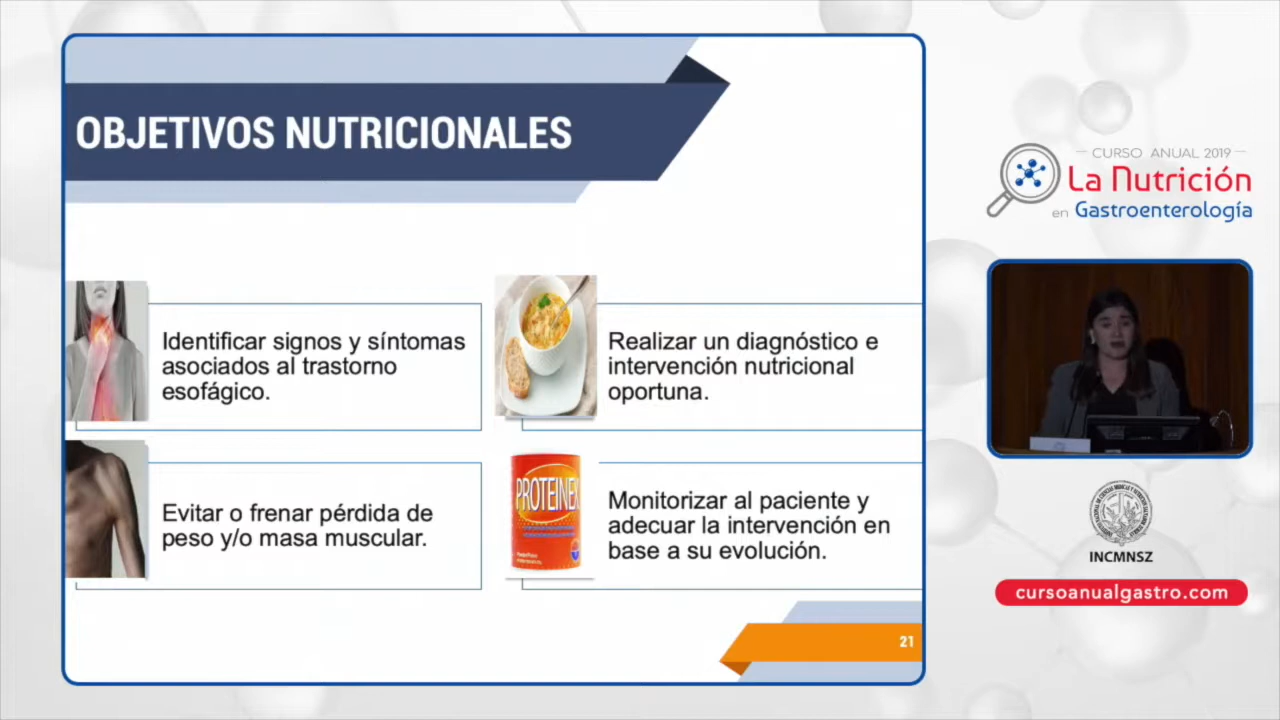 OBJETIVOS NUTRICIONALES
Identificar signos y síntomas
asociados al trastorno
esofágico.
Realizar un diagnóstico e
intervención nutricional
oportuna.
Evitar o frenar pérdida de
peso y/o masa muscular.
PROTEINEX
Monitorizar al paciente y
adecuar la intervención en
base a su evolución.
21
CURSO ANUAL 2019
La Nutrición
en Gastroenterología
INCMNSZ
cursoanualgastro.com